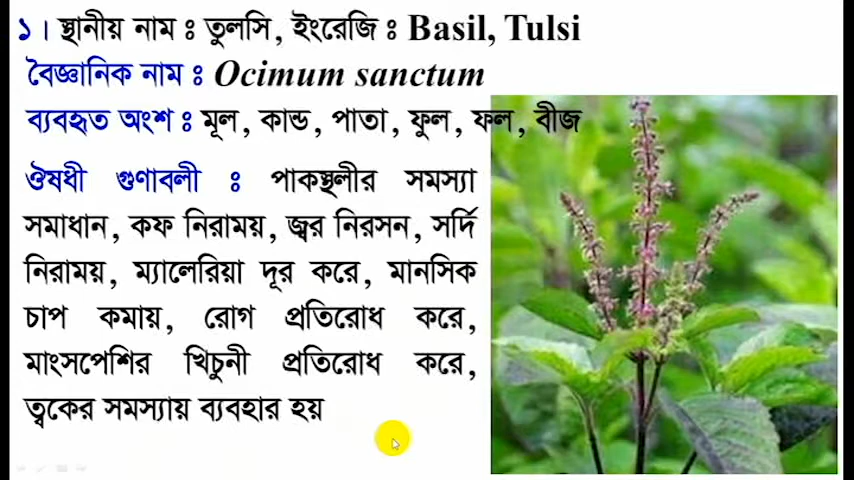 ১। স্থানীয় নাম ঃ তুলসি, ইংরেজি ঃ Basil, Tulsi
বৈজ্ঞানিক নাম ঃ Ocimum sanctum
ব্যবহৃত অংশ ঃ মূল, কান্ড, পাতা, ফুল, ফল, বীজ
ঔষধী গুণাবলী ঃ পাকস্থলীর সমস্যা
সমাধান, কফ নিরাময়, জ্বর নিরসন, সর্দি
নিরাময়, ম্যালেরিয়া দূর করে, মানসিক
চাপ কমায়, রোগ প্রতিরোধ করে,
মাংসপেশির খিচুনী প্রতিরোধ করে,
ত্বকের সমস্যায় ব্যবহার হয়